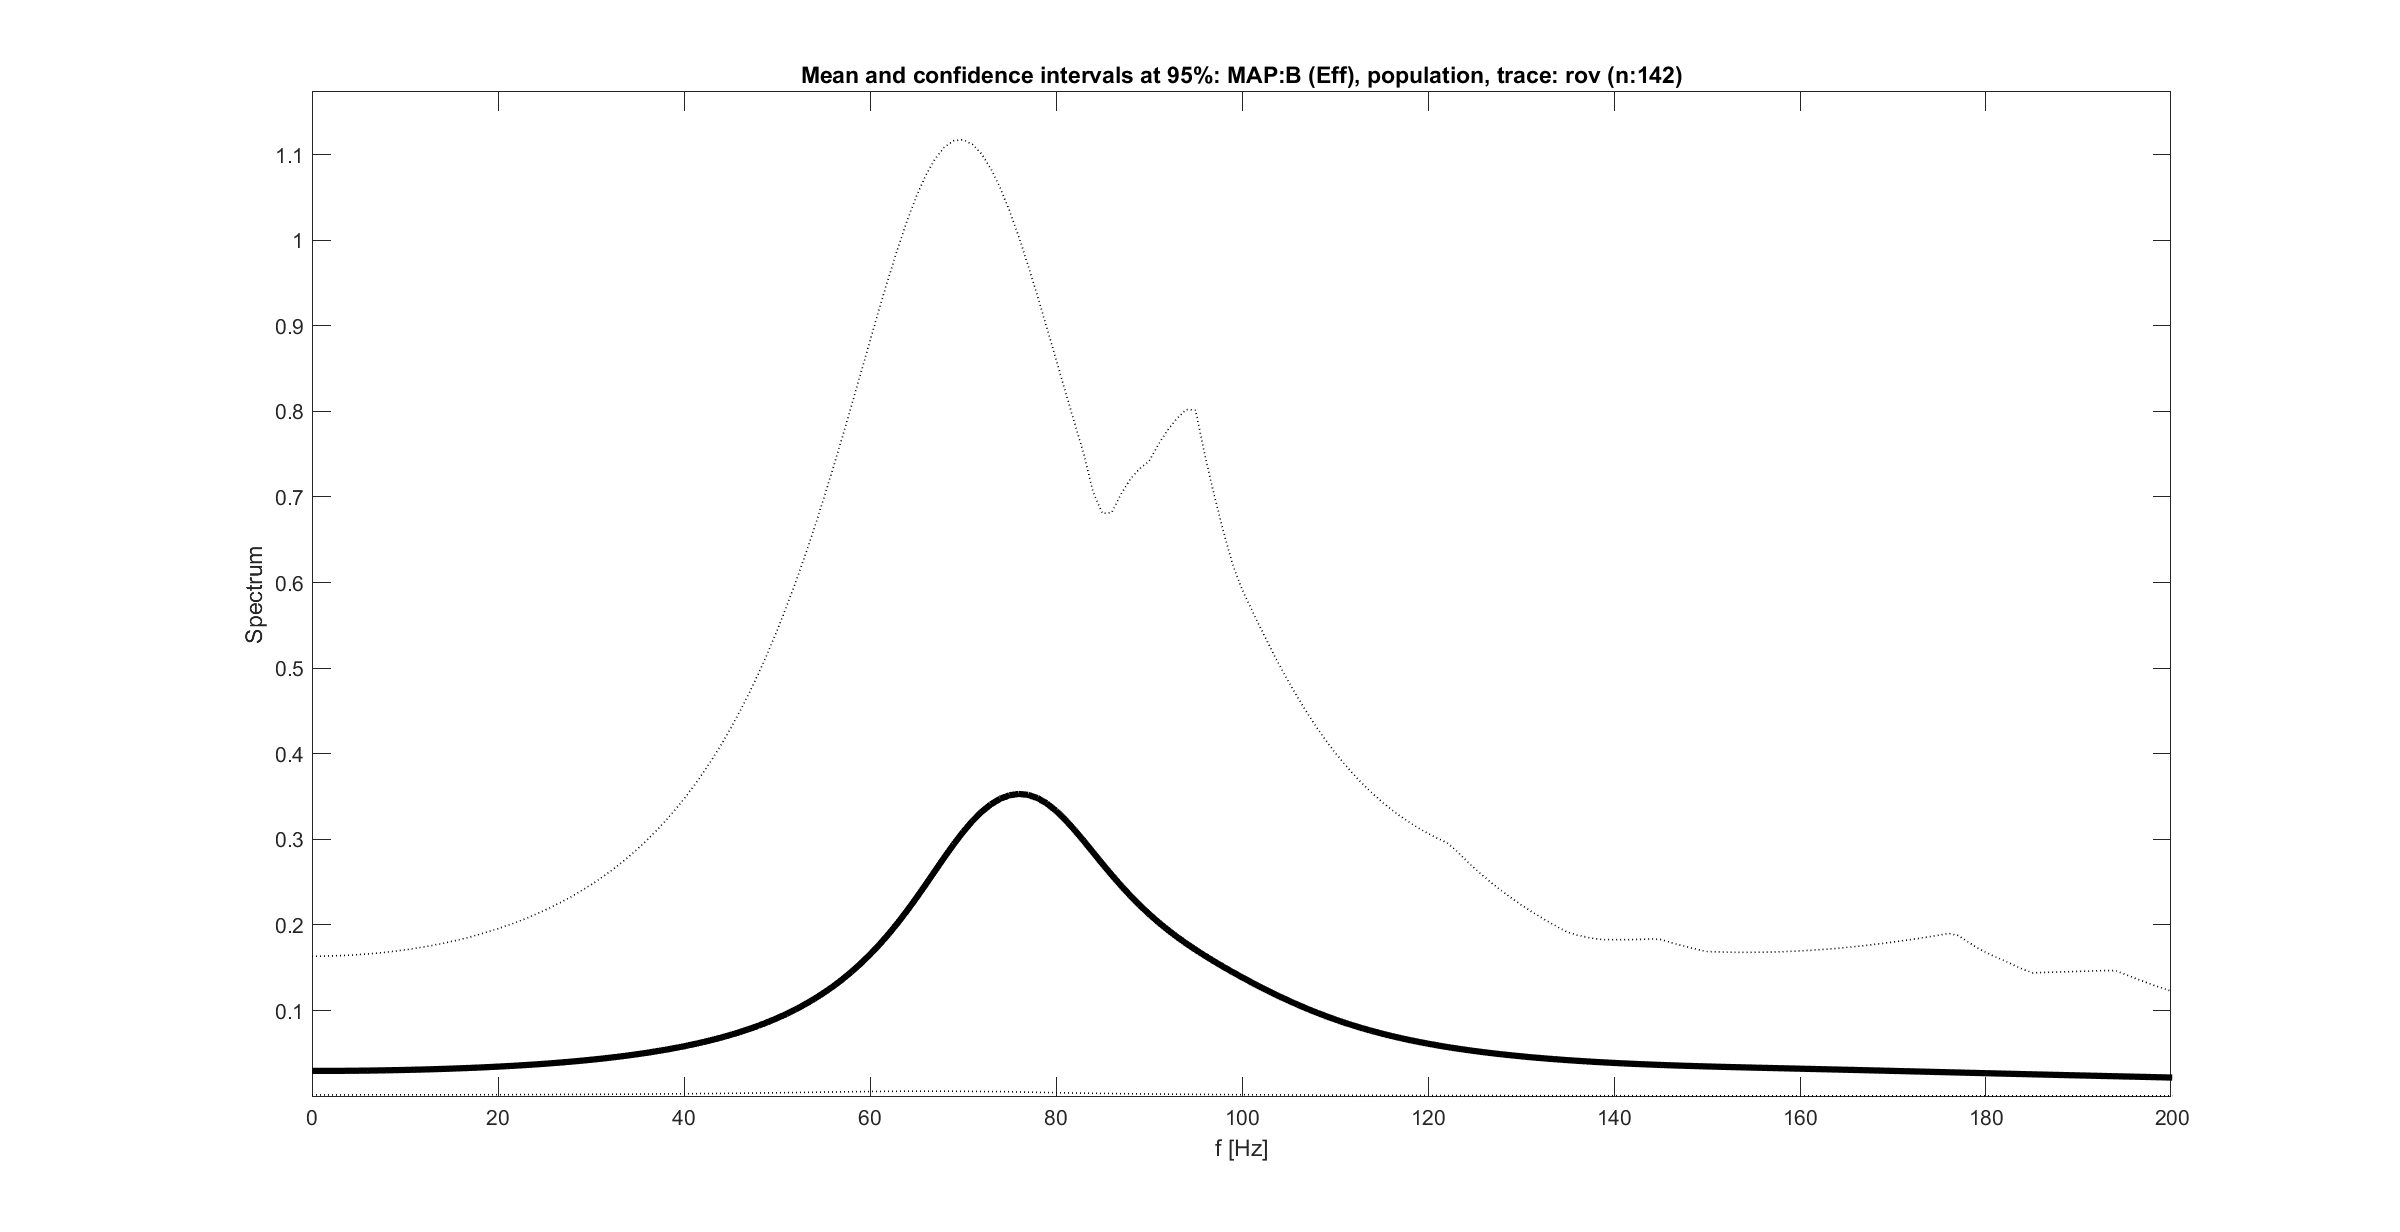 Mean and confidence intervals at 95%: MAP:B (Eff), population, trace: rov (n:142)
1.1
1
0.9
0.8
0.7
0.6
0.5
0.4
0.3
0.2
0.1
Spectrum
0 20 40 60 80 100 120 140 160 180 200
f [Hz]